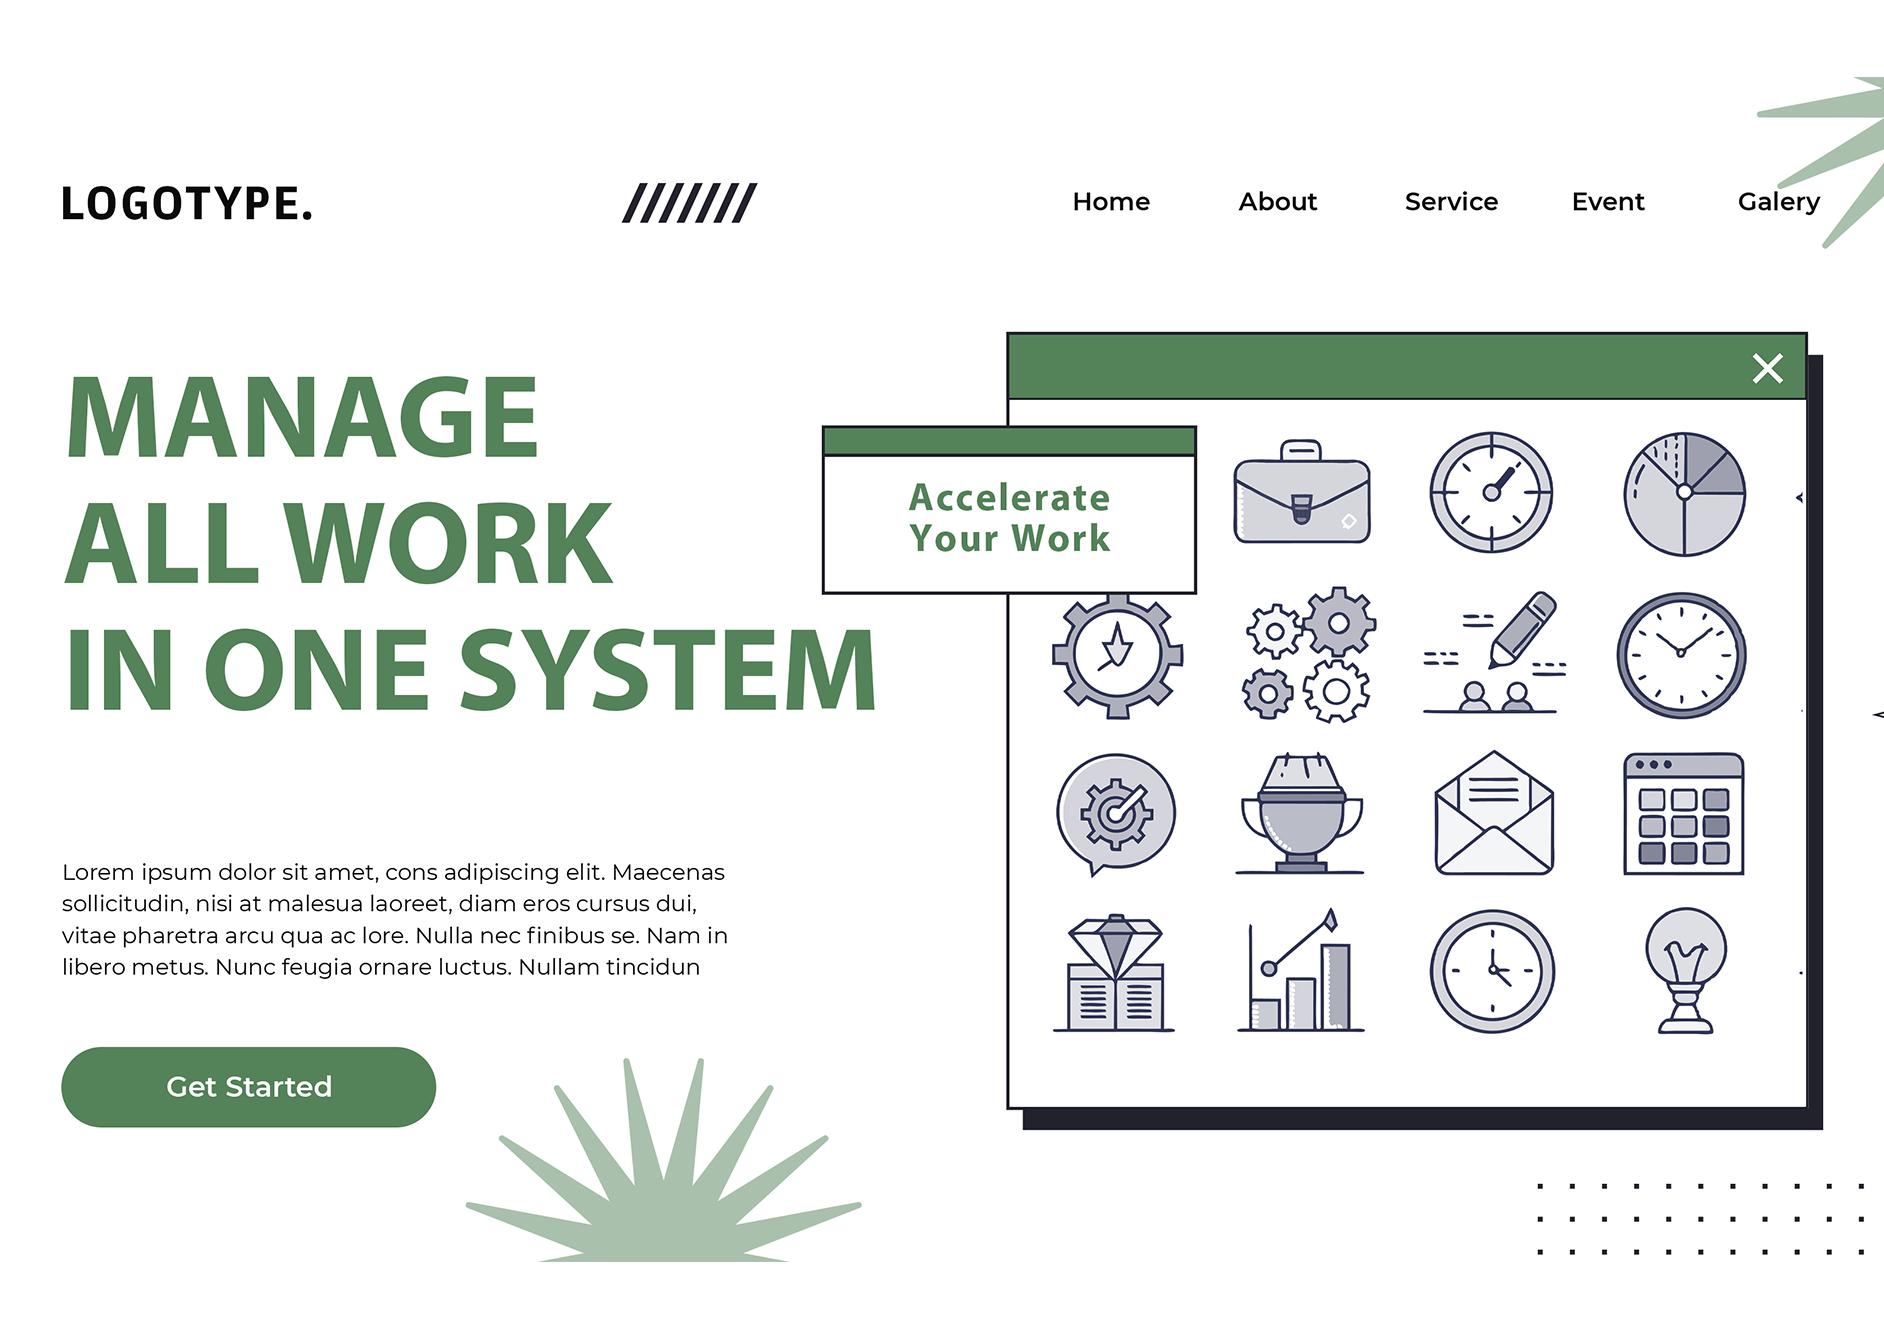 LOGOTYPE.
Home About Service Event Galery
MANAGE
ALL WORK
IN ONE SYSTEM
Accelerate
Your Work
Lorem ipsum dolor sit amet, cons adipiscing elit. Maecenas
sollicitudin, nisi at malesua laoreet, diam eros cursus dui,
vitae pharetra arcu qua ac lore. Nulla nec finibus se. Nam in
libero metus. Nunc feugia ornare luctus. Nullam tincidun
Get Started